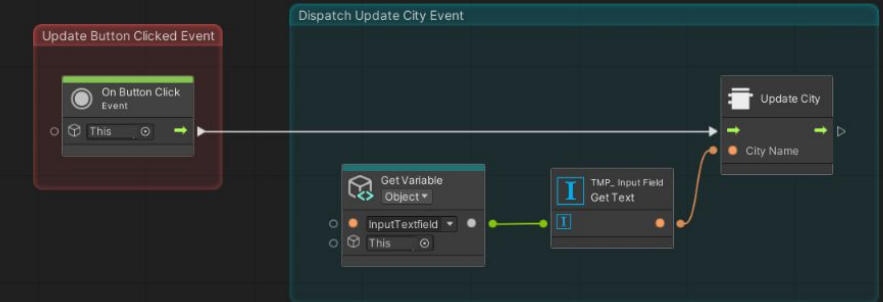 Dispatch Update City Event
Update Button Clicked Event
On Button Click
Event
This
Update City
City Name
Get Variable
Object
InputTextfield
This
TMP_ Input Field
Get Text